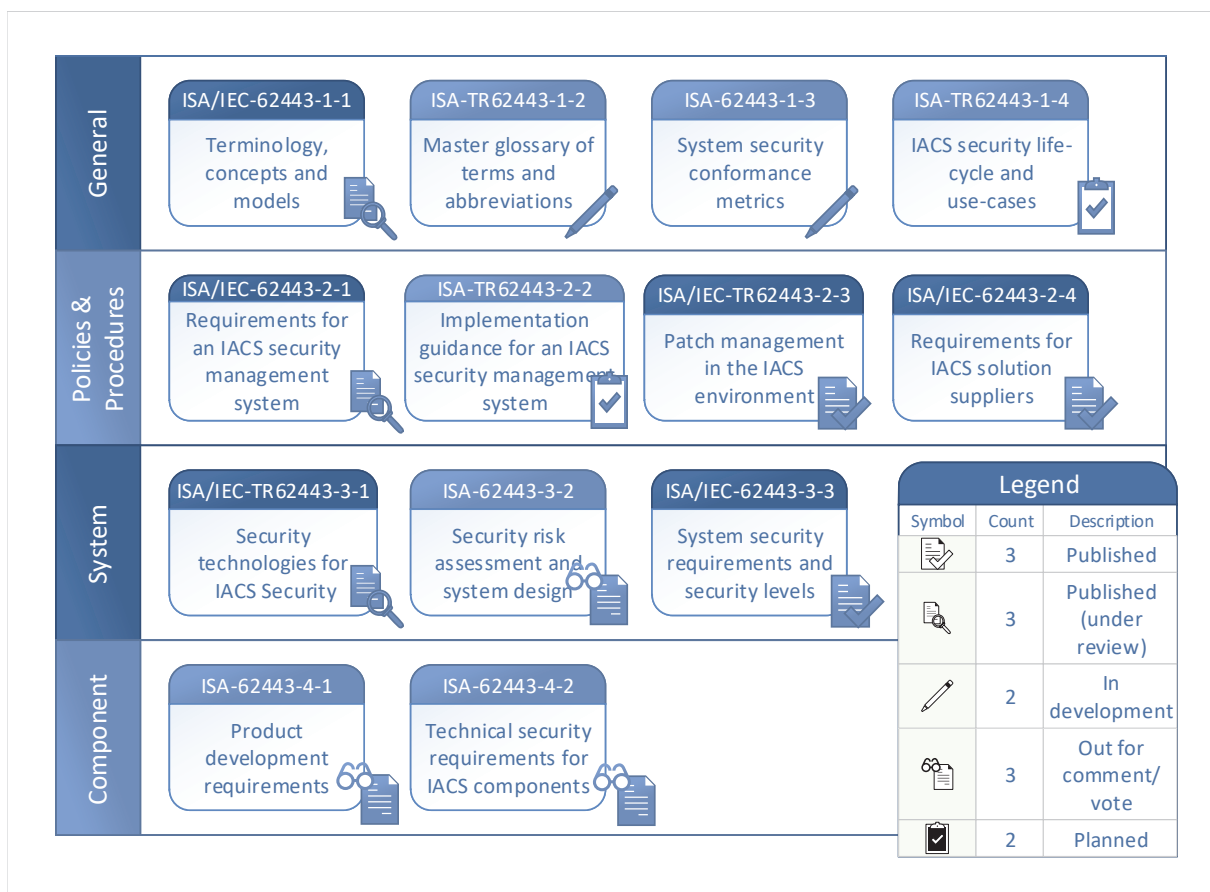 General
ISA/IEC-62443-1-1
Terminology,
concepts and
models
ISA-TR62443-1-2
Master glossary of
terms and
abbreviations
ISA-62443-1-3
System security
conformance
metrics
ISA-TR62443-1-4
IACS security life-
cycle and
use-cases
Policies &
Procedures
ISA/IEC-62443-2-1
Requirements for
an IACS security
management
system
ISA-TR62443-2-2
Implementation
guidance for an IACS
security management
system
ISA/IEC-TR62443-2-3
Patch management
in the IACS
environment
ISA/IEC-62443-2-4
Requirements for
IACS solution
suppliers
System
ISA/IEC-TR62443-3-1
Security
technologies for
IACS Security
ISA-62443-3-2
Security risk
assessment and
system design
ISA/IEC-62443-3-3
System security
requirements and
security levels
Component
ISA-62443-4-1
Product
development
requirements
ISA-62443-4-2
Technical security
requirements for
IACS components
Legend
Symbol Count Description
3 Published
3 Published
(under
review)
2 In
development
3 Out for
comment/
vote
2 Planned